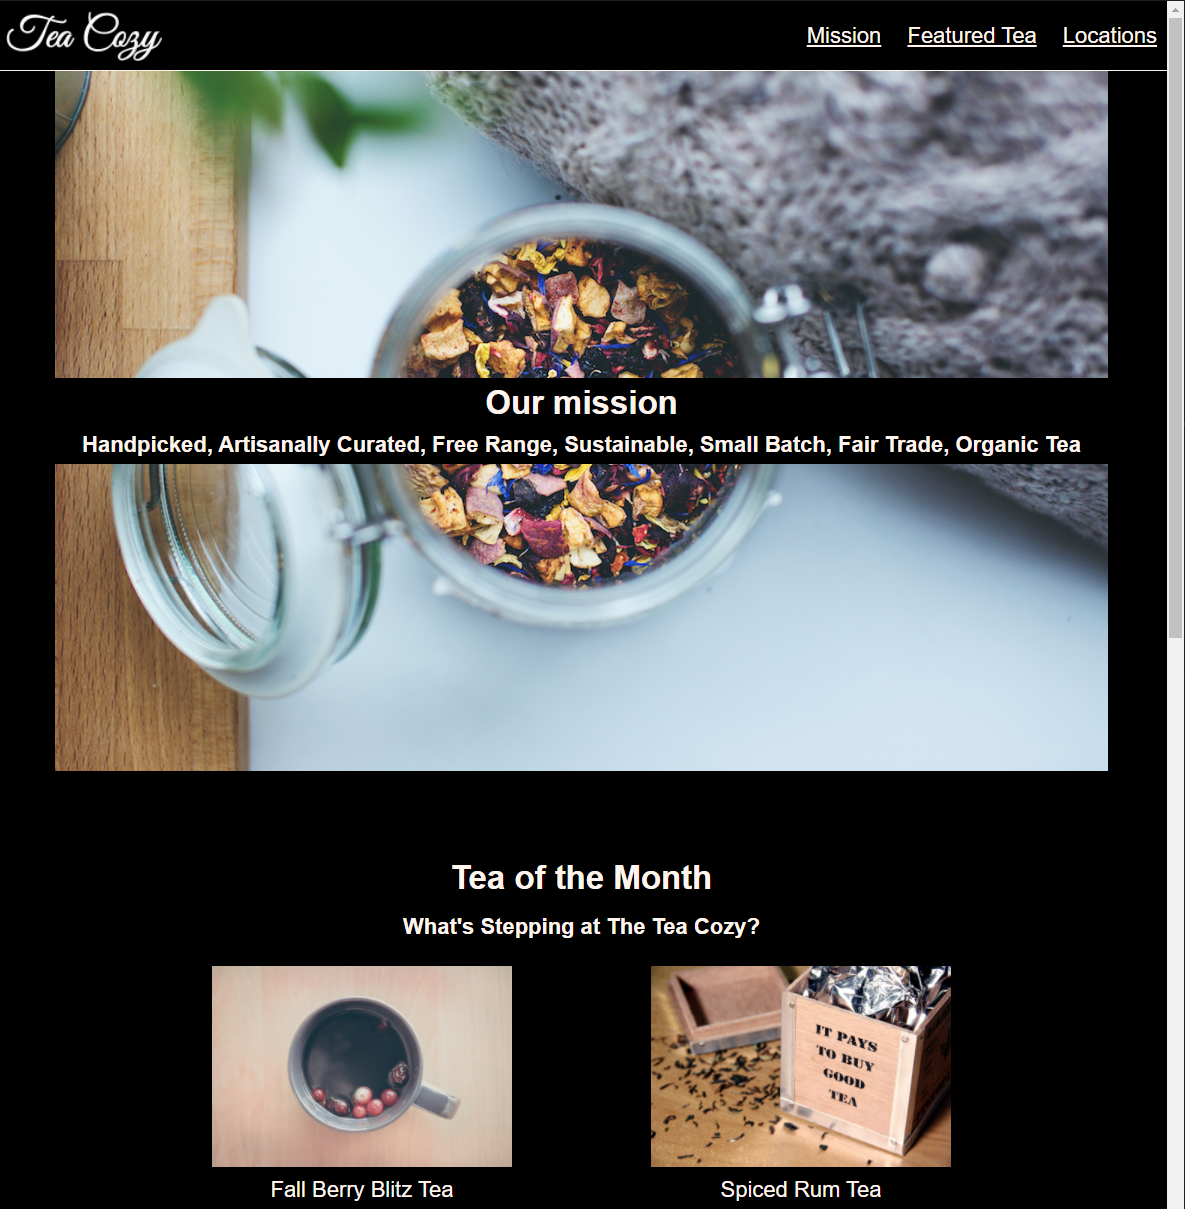 Tea Cozy
Mission Featured Tea Locations
Our mission
Handpicked, Artisanally Curated, Free Range, Sustainable, Small Batch, Fair Trade, Organic Tea
Tea of the Month
What's Stepping at The Tea Cozy?
IT PAYS
TO BUY
GOOD
TEA
Fall Berry Blitz Tea
Spiced Rum Tea